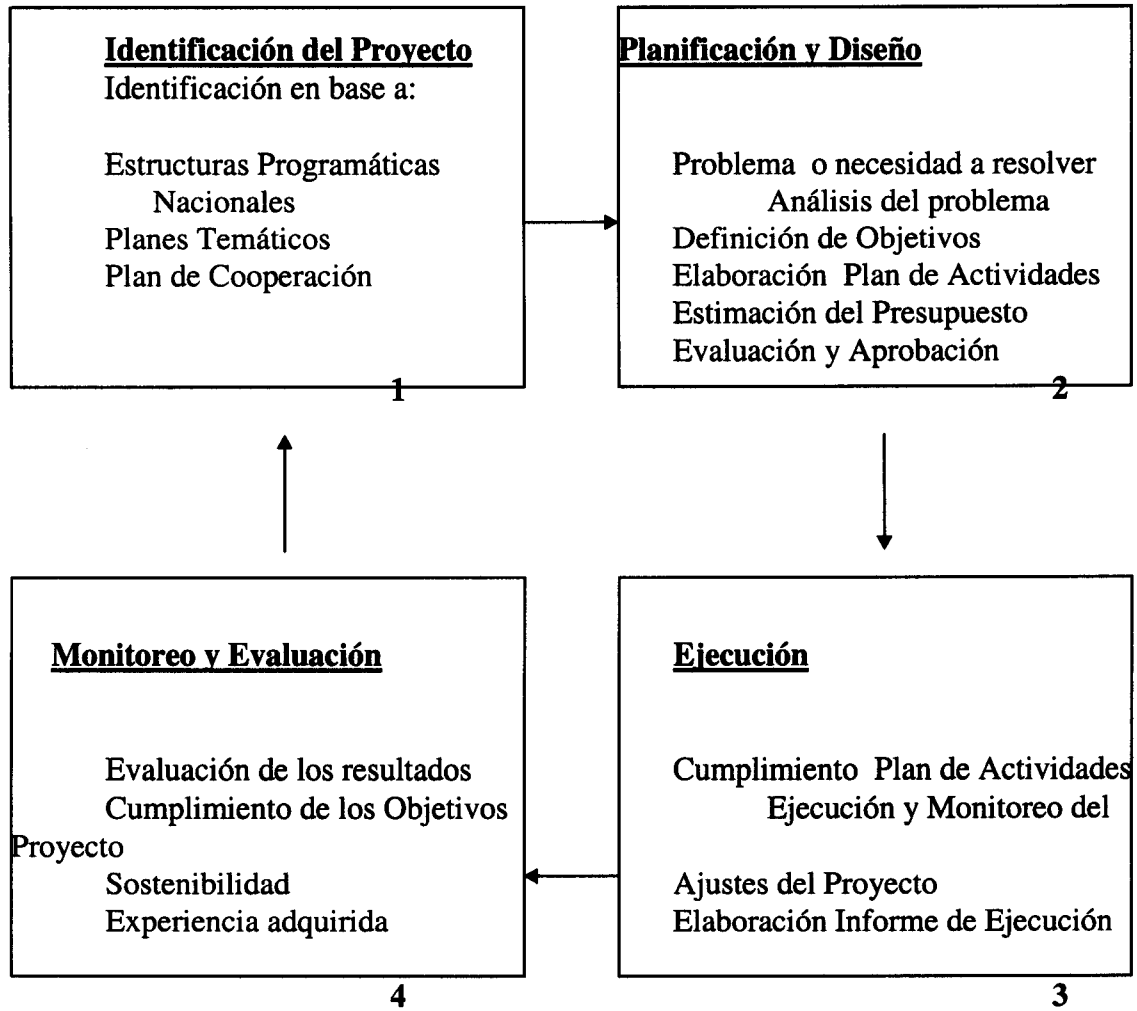 Identificación del Proyecto
Identificación en base a:
Estructuras Programáticas
Nacionales
Planes Temáticos
Plan de Cooperación
1
Planificación y Diseño
Problema o necesidad a resolver
Análisis del problema
Definición de Objetivos
Elaboración Plan de Actividades
Estimación del Presupuesto
Evaluación y Aprobación
2
Ejecución
Cumplimiento Plan de Actividades
Ejecución y Monitoreo del
Ajustes del Proyecto
Elaboración Informe de Ejecución
3
Monitoreo y Evaluación
Evaluación de los resultados
Cumplimiento de los Objetivos
Proyecto
Sostenibilidad
Experiencia adquirida
4